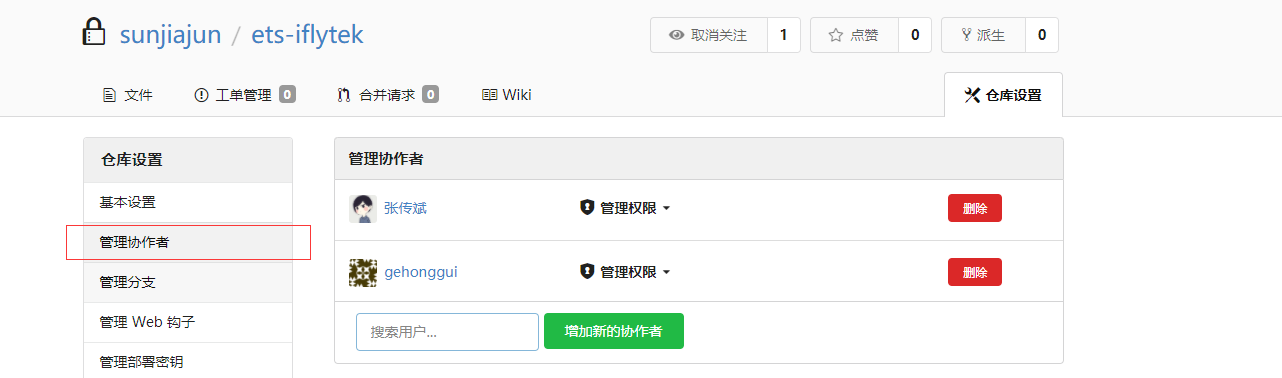 sunjiajun / ets-iflytek
取消关注 1 点赞 0 派生 0
文件 工单管理 0 合并请求 0 Wiki 仓库设置
仓库设置
基本设置
管理协作者
管理分支
管理 Web 钩子
管理部署密钥
管理协作者
张传斌 管理权限 删除
gehonggui 管理权限 删除
搜索用户... 增加新的协作者